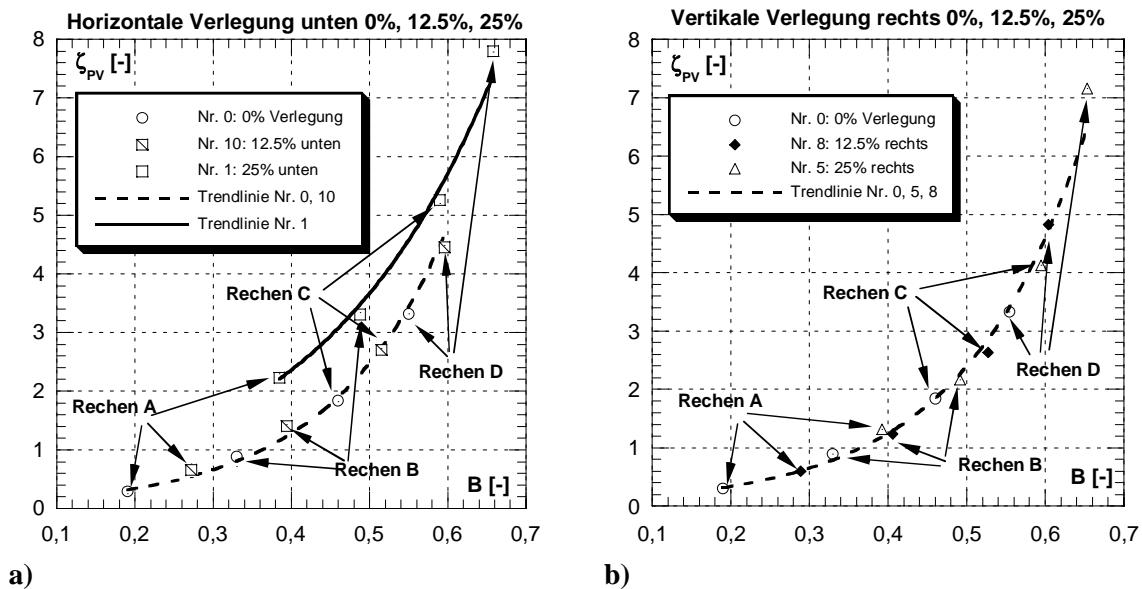 Horizontale Verlegung unten 0%, 12.5%, 25%
8
7
6
5
4
3
2
1
0
ζPV [-]
Nr. 0: 0% Verlegung
Nr. 10: 12.5% unten
Nr. 1: 25% unten
Trendlinie Nr. 0, 10
Trendlinie Nr. 1
Rechen C
Rechen D
Rechen A
Rechen B
B [-]
0,1 0,2 0,3 0,4 0,5 0,6 0,7
a)
Vertikale Verlegung rechts 0%, 12.5%, 25%
8
7
6
5
4
3
2
1
0
ζPV [-]
Nr. 0: 0% Verlegung
Nr. 8: 12.5% rechts
Nr. 5: 25% rechts
Trendlinie Nr. 0, 5, 8
Rechen C
Rechen D
Rechen A
Rechen B
B [-]
0,1 0,2 0,3 0,4 0,5 0,6 0,7
b)